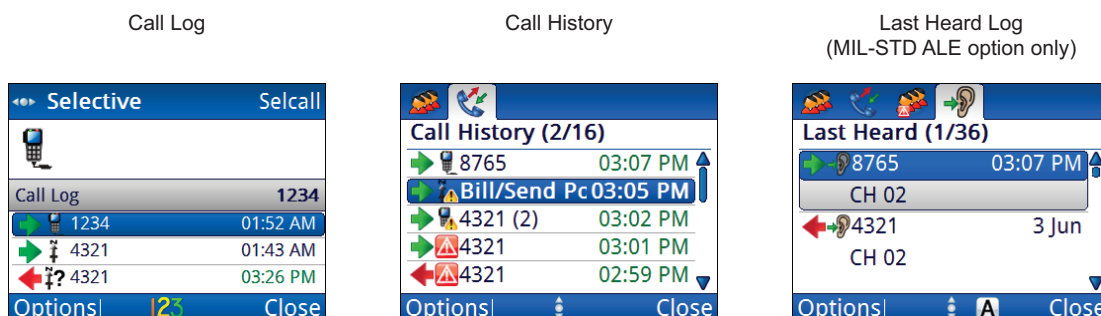 Call Log
Call History
Last Heard Log
(MIL-STD ALE option only)
Selective Selcall
Call Log 1234
1234 01:52 AM
4321 01:43 AM
? 4321 03:26 PM
Options 123 Close
Call History (2/16)
8765 03:07 PM
Bill/Send Pc 03:05 PM
4321 (2) 03:02 PM
4321 03:01 PM
4321 02:59 PM
Options Close
Last Heard (1/36)
8765 03:07 PM
CH 02
4321 3 Jun
CH 02
Options A Close